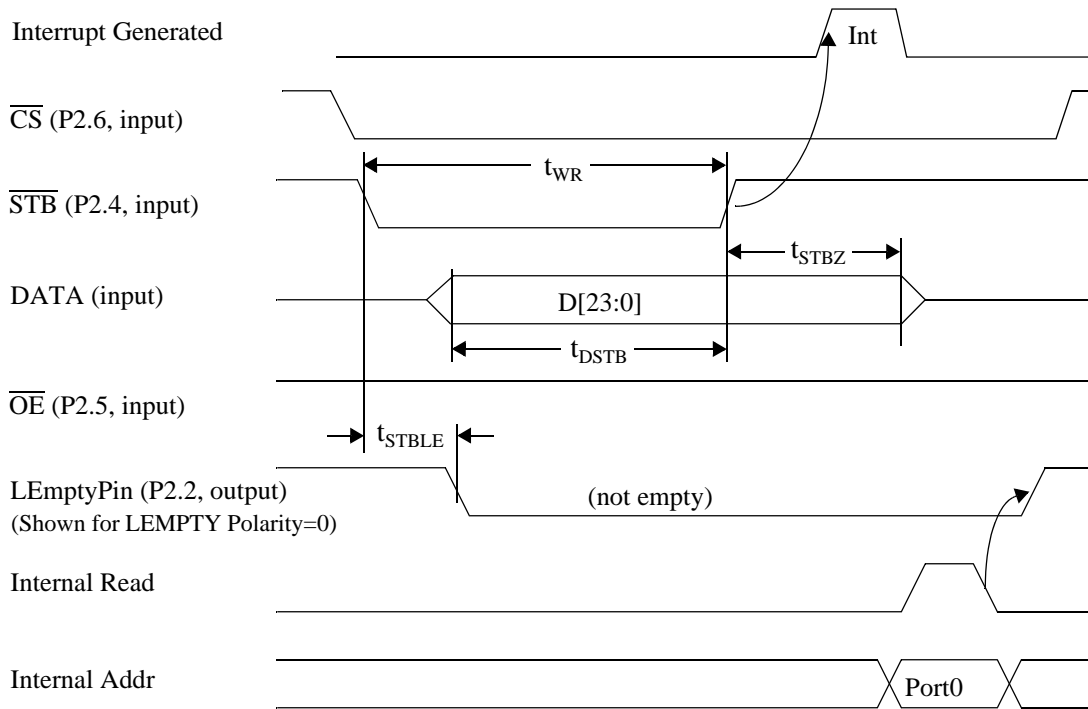 Interrupt Generated
Int
CS (P2.6, input)
tWR
STB (P2.4, input)
tSTBZ
DATA (input)
D[23:0]
tDSTB
OE (P2.5, input)
tSTBLE
LEmptyPin (P2.2, output)
(not empty)
(Shown for LEMPTY Polarity=0)
Internal Read
Internal Addr
Port0